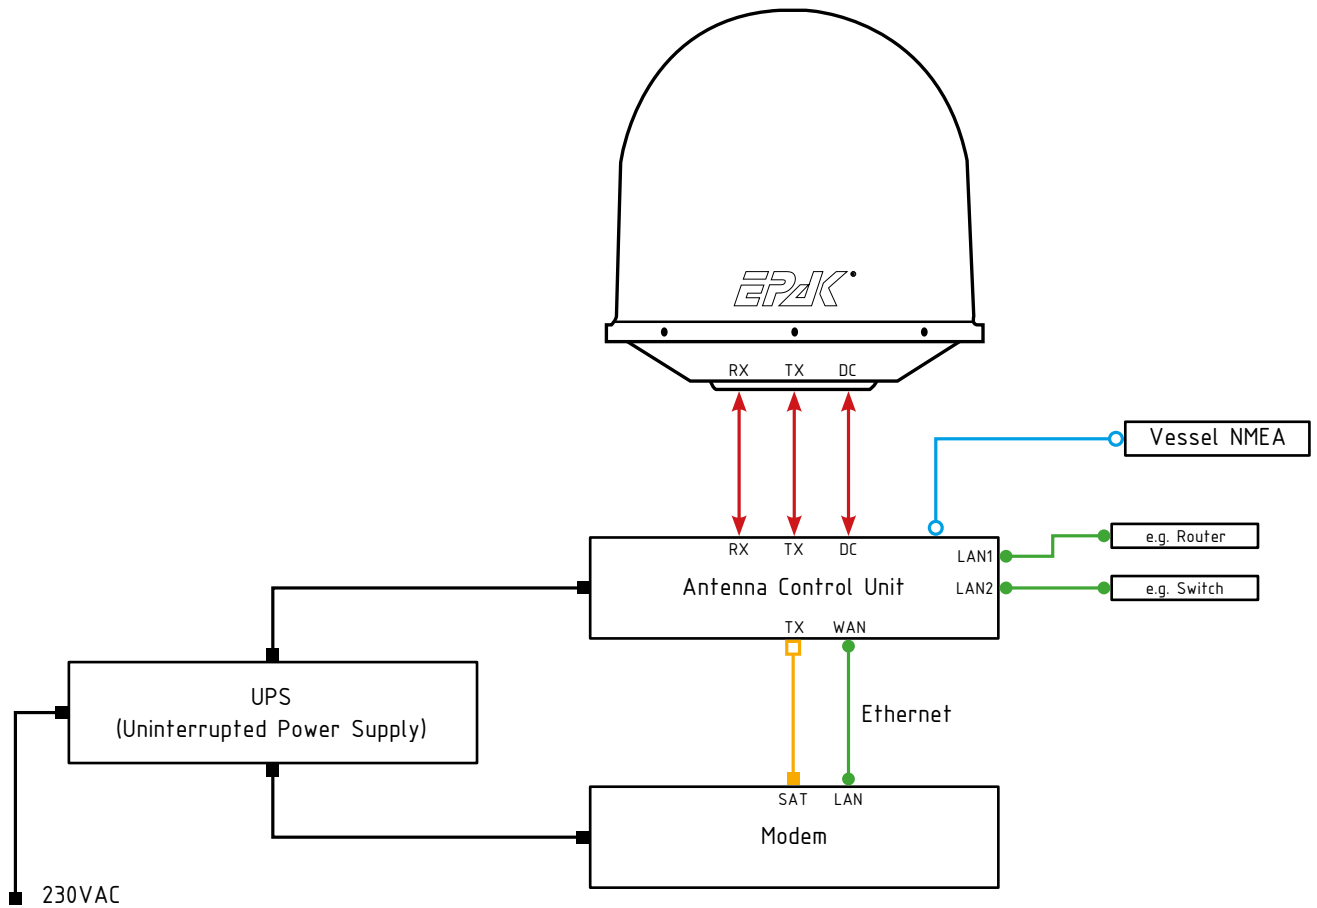 EPAK
RX TX DC
Vessel NMEA
RX TX DC
LAN1
e.g. Router
Antenna Control Unit
LAN2
e.g. Switch
TX WAN
UPS
(Uninterrupted Power Supply)
Ethernet
SAT LAN
Modem
230VAC